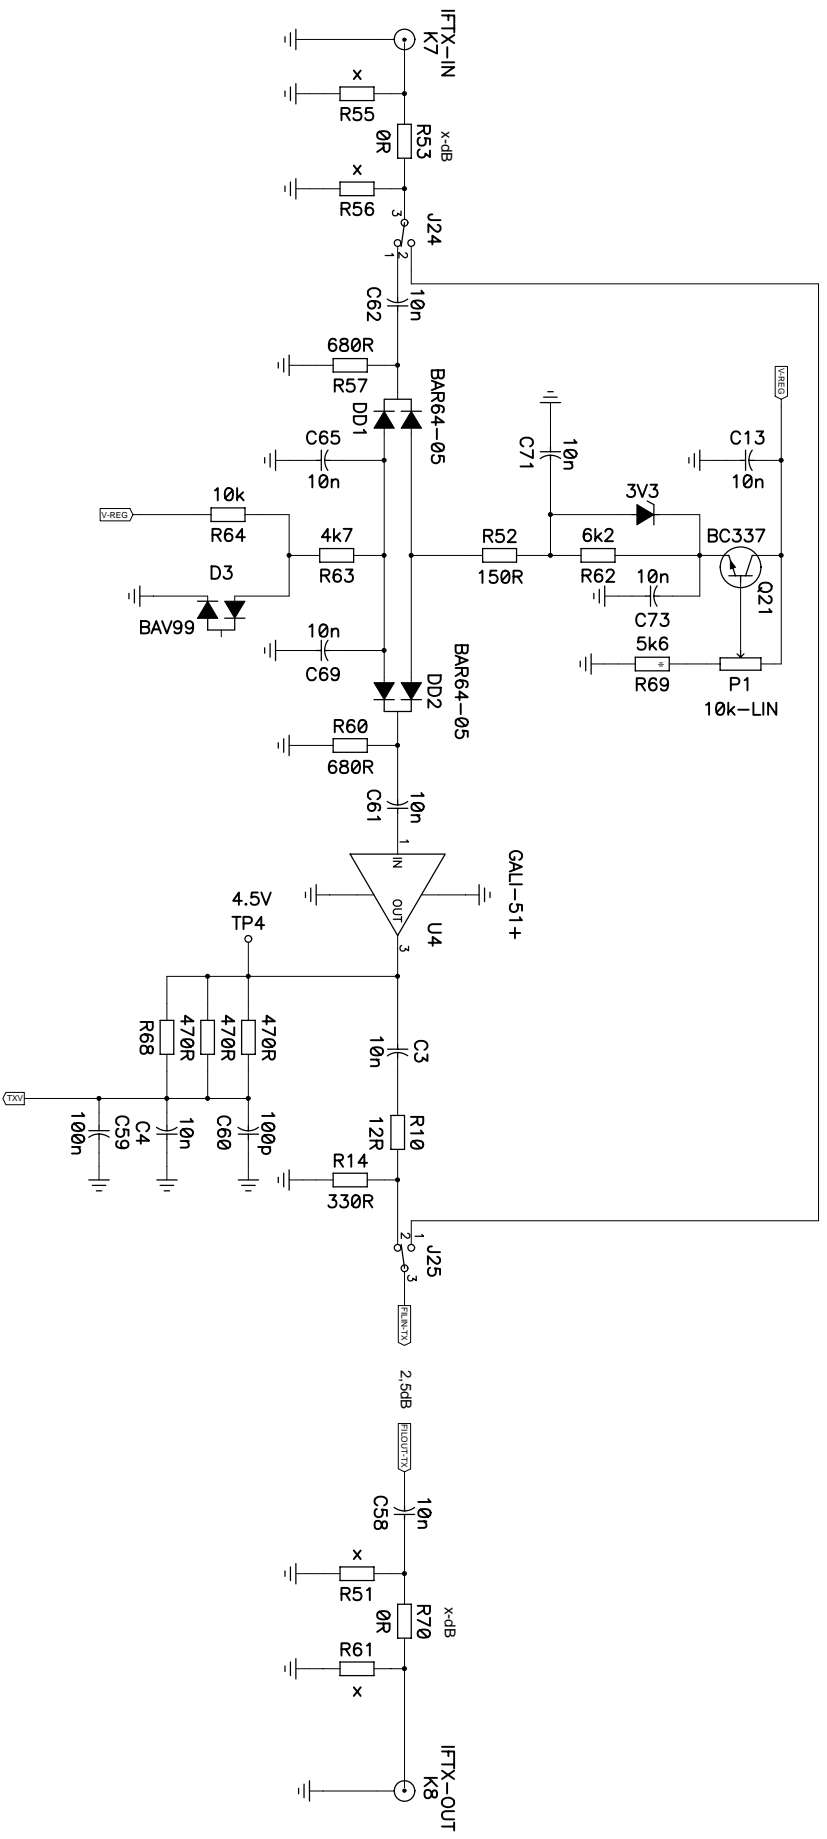 IFTX-IN
K7
x
R55
R53
0R
x-dB
x
R56
J24
3
2
1
10n
C62
680R
R57
BAR64-05
DD1
C65
10n
V-REG
10k
R64
4k7
R63
D3
BAV99
10n
C69
10n
C71
R52
150R
3V3
6k2
R62
10n
C73
V-REG
C13
10n
BC337
Q21
5k6
*
R69
P1
10k-LIN
BAR64-05
DD2
R60
680R
10n
C61
1
IN
OUT
3
U4
GALI-51+
4.5V
TP4
470R
470R
R68
TXV
100n
C59
C4
10n
C60
100p
C3
10n
R10
12R
R14
330R
1
2
3
J25
FILIN-TX
2,5dB
FILOUT-TX
10n
C58
x
R51
R70
0R
x-dB
R61
x
IFTX-OUT
K8